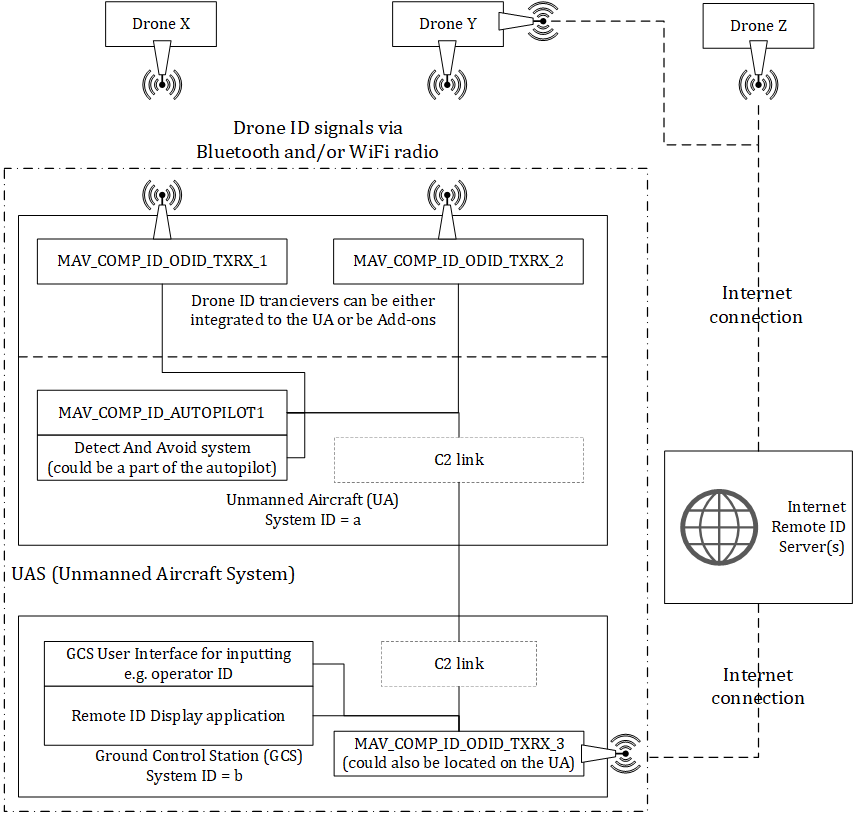 Drone X
Drone Y
Drone Z
Drone ID signals via
Bluetooth and/or WiFi radio
MAV_COMP_ID_ODID_TXRX_1
MAV_COMP_ID_ODID_TXRX_2
Drone ID trancievers can be either
integrated to the UA or be Add-ons
Internet
connection
MAV_COMP_ID_AUTOPILOT1
Detect And Avoid system
(could be a part of the autopilot)
C2 link
Unmanned Aircraft (UA)
System ID = a
Internet
Remote ID
Server(s)
UAS (Unmanned Aircraft System)
GCS User Interface for inputting
e.g. operator ID
C2 link
Remote ID Display application
Internet
connection
MAV_COMP_ID_ODID_TXRX_3
(could also be located on the UA)
Ground Control Station (GCS)
System ID = b